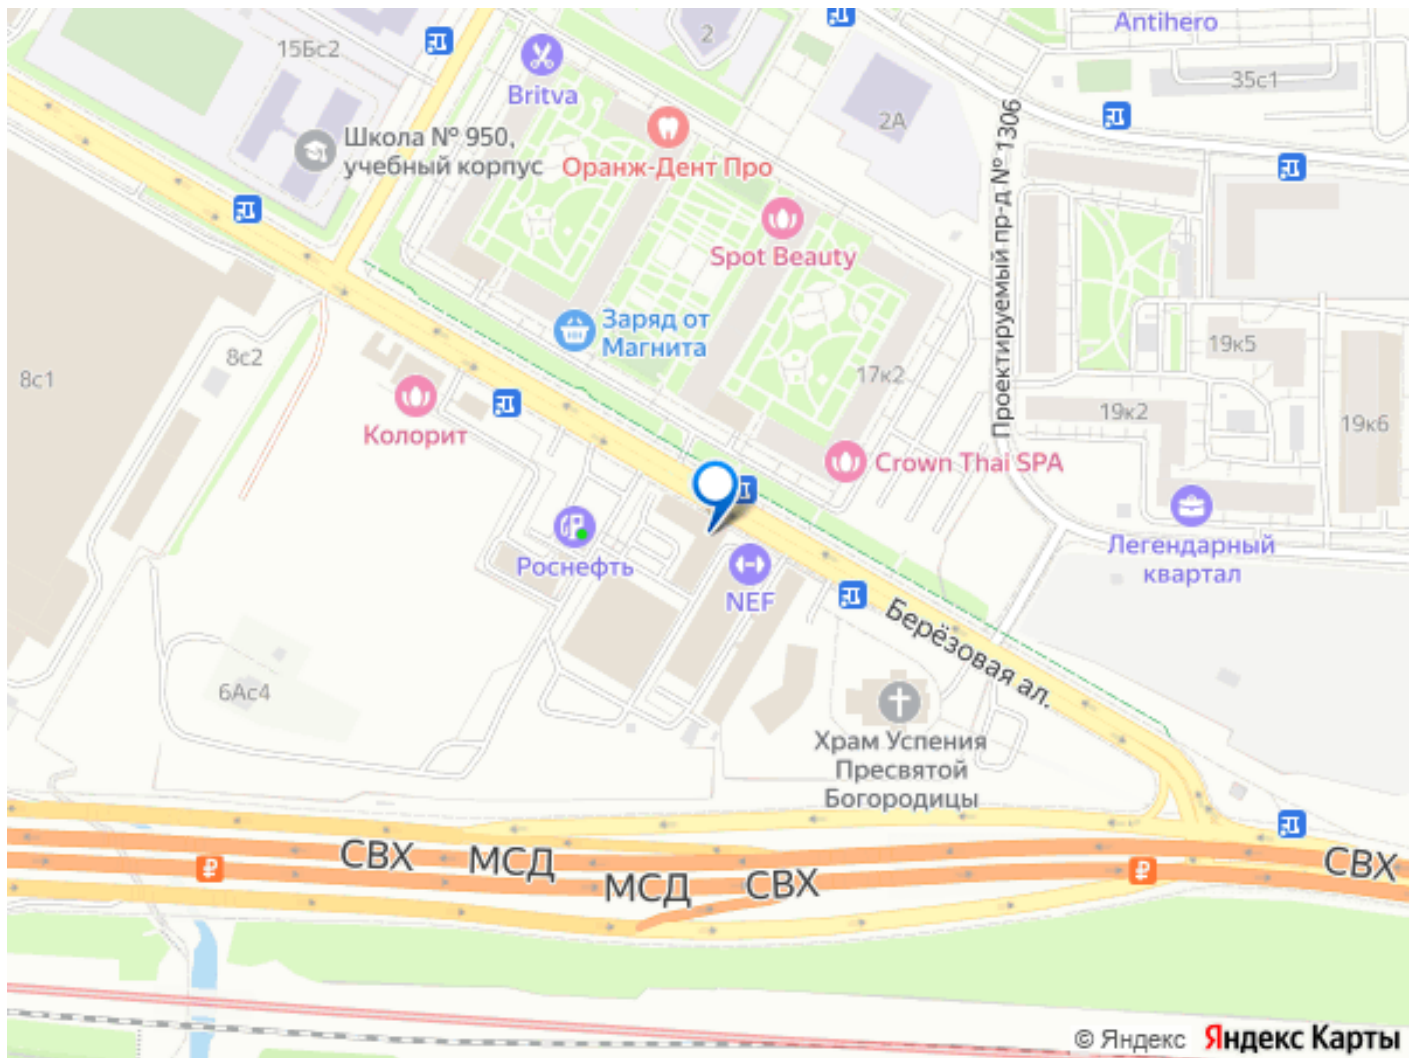 Antihero
2
15Бс2
35с1
Britva
2А
Школа № 950,
учебный корпус
Оранж-Дент Про
Проектируемый пр-д № 1306
Spot Beauty
Заряд от
Магнита
8с2
19к5
8с1
17к2
19к2
19к6
Колорит
Crown Thai SPA
Роснефть
Легендарный
квартал
NEF
Берёзовая ал.
6Ас4
Храм Успения
Пресвятой
Богородицы
СВХ
МСД
МСД
СВХ
СВХ
© Яндекс Яндекс Карты